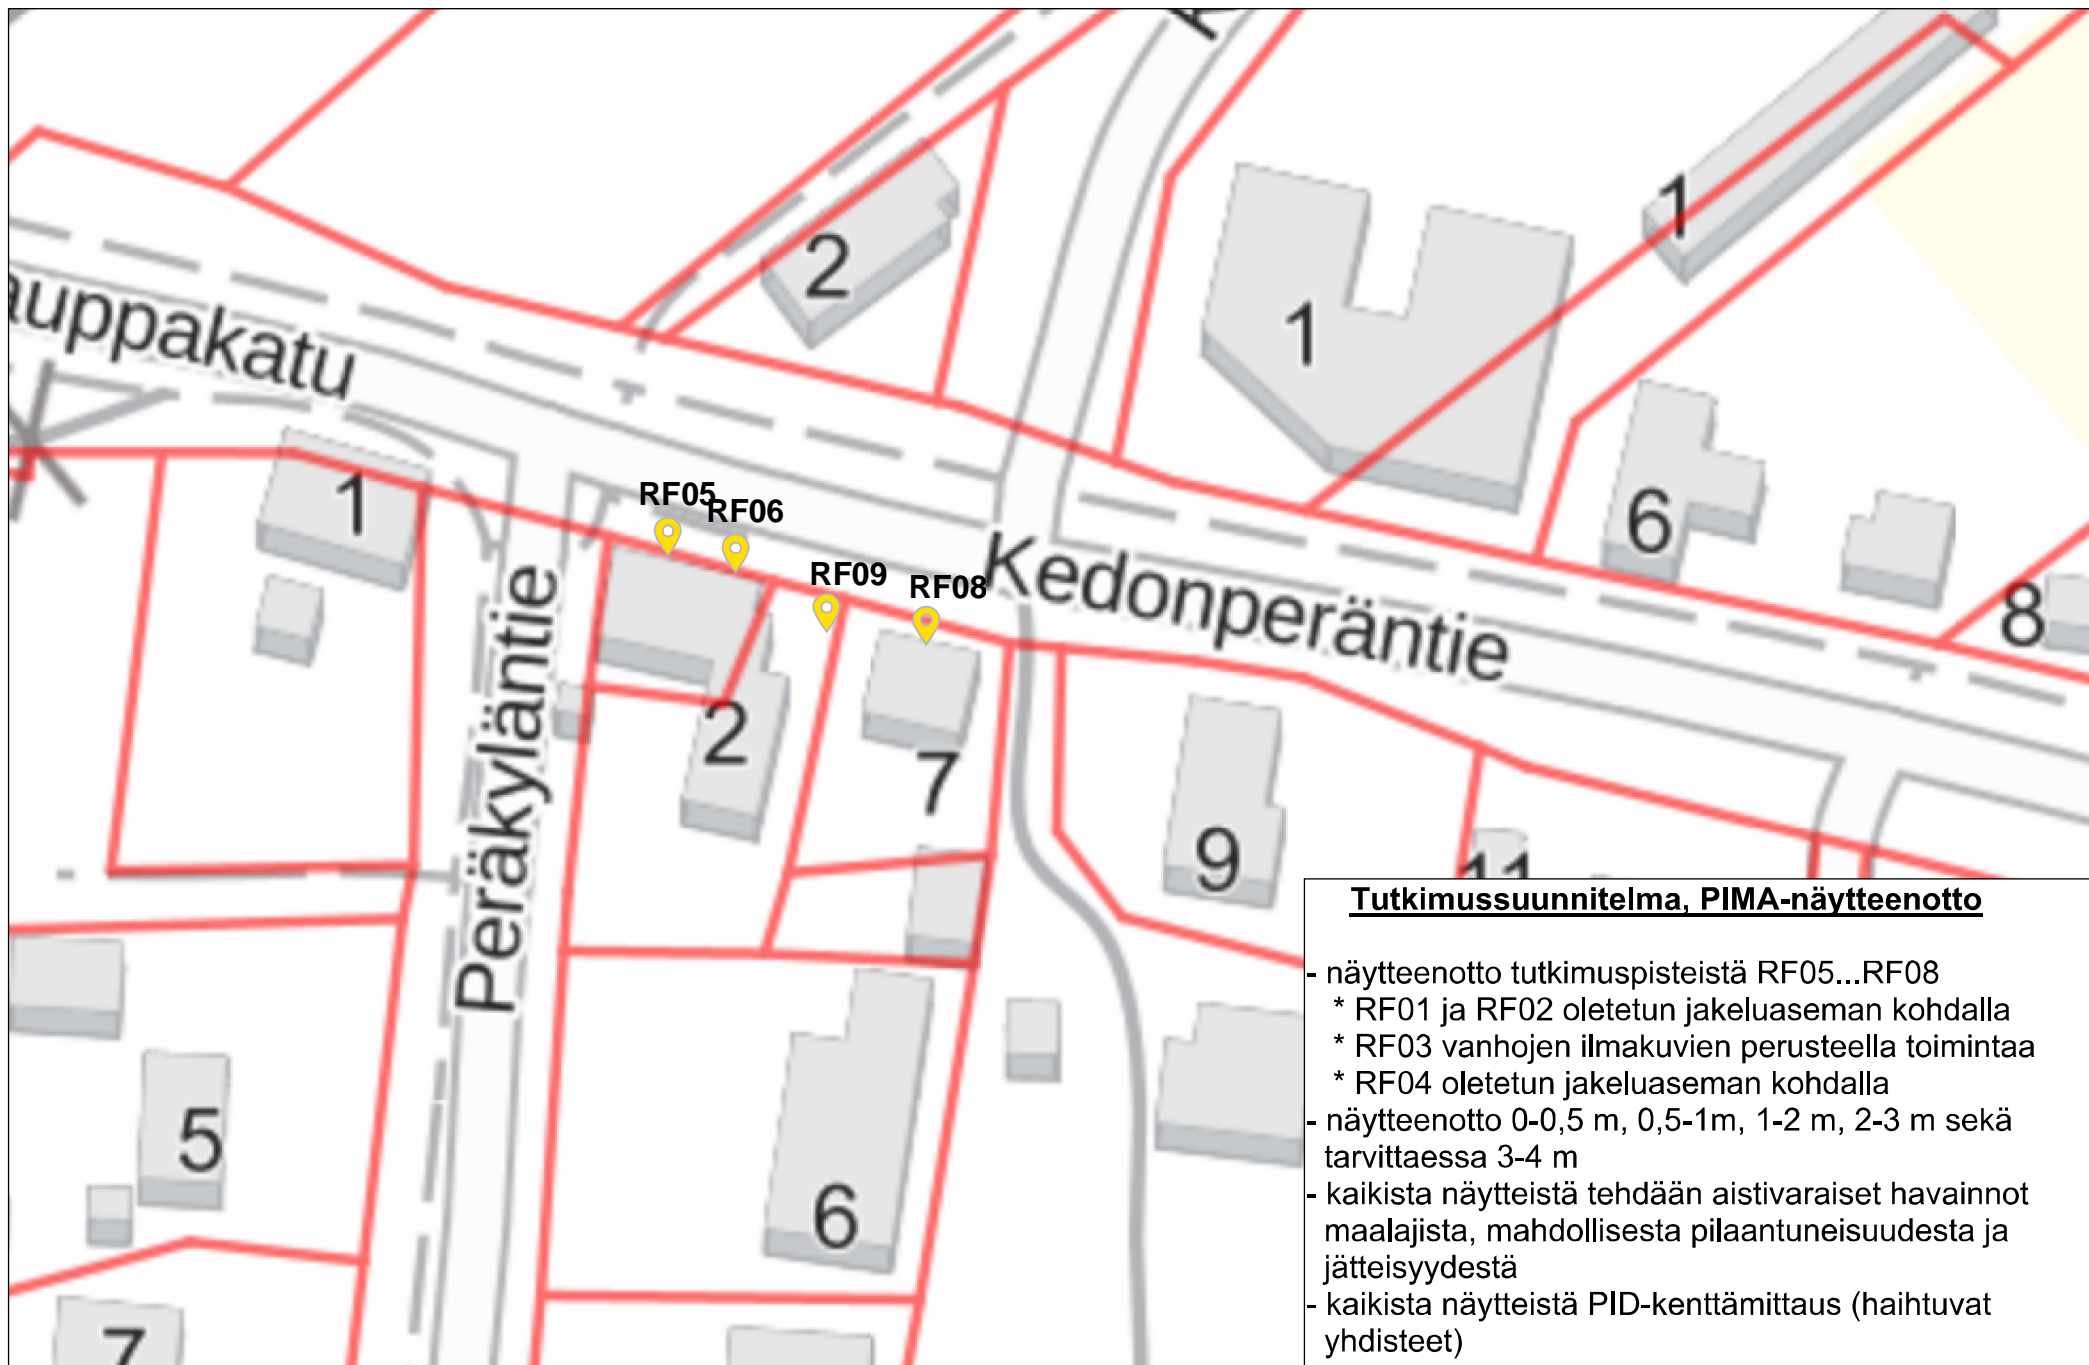 2
1
1
auppakatu
1
RF05
RF06
6
RF09
RF08
Kedonperäntie
8
Peräkyläntie
2
7
9
11
5
6
7
Tutkimussuunnitelma, PIMA-näytteenotto
- näytteenotto tutkimuspisteistä RF05...RF08
* RF01 ja RF02 oletetun jakeluaseman kohdalla
* RF03 vanhojen ilmakuvien perusteella toimintaa
* RF04 oletetun jakeluaseman kohdalla
- näytteenotto 0-0,5 m, 0,5-1m, 1-2 m, 2-3 m sekä
tarvittaessa 3-4 m
- kaikista näytteistä tehdään aistivaraiset havainnot
maalajista, mahdollisesta pilaantuneisuudesta ja
jätteisyydestä
- kaikista näytteistä PID-kenttämittaus (haihtuvat
yhdisteet)